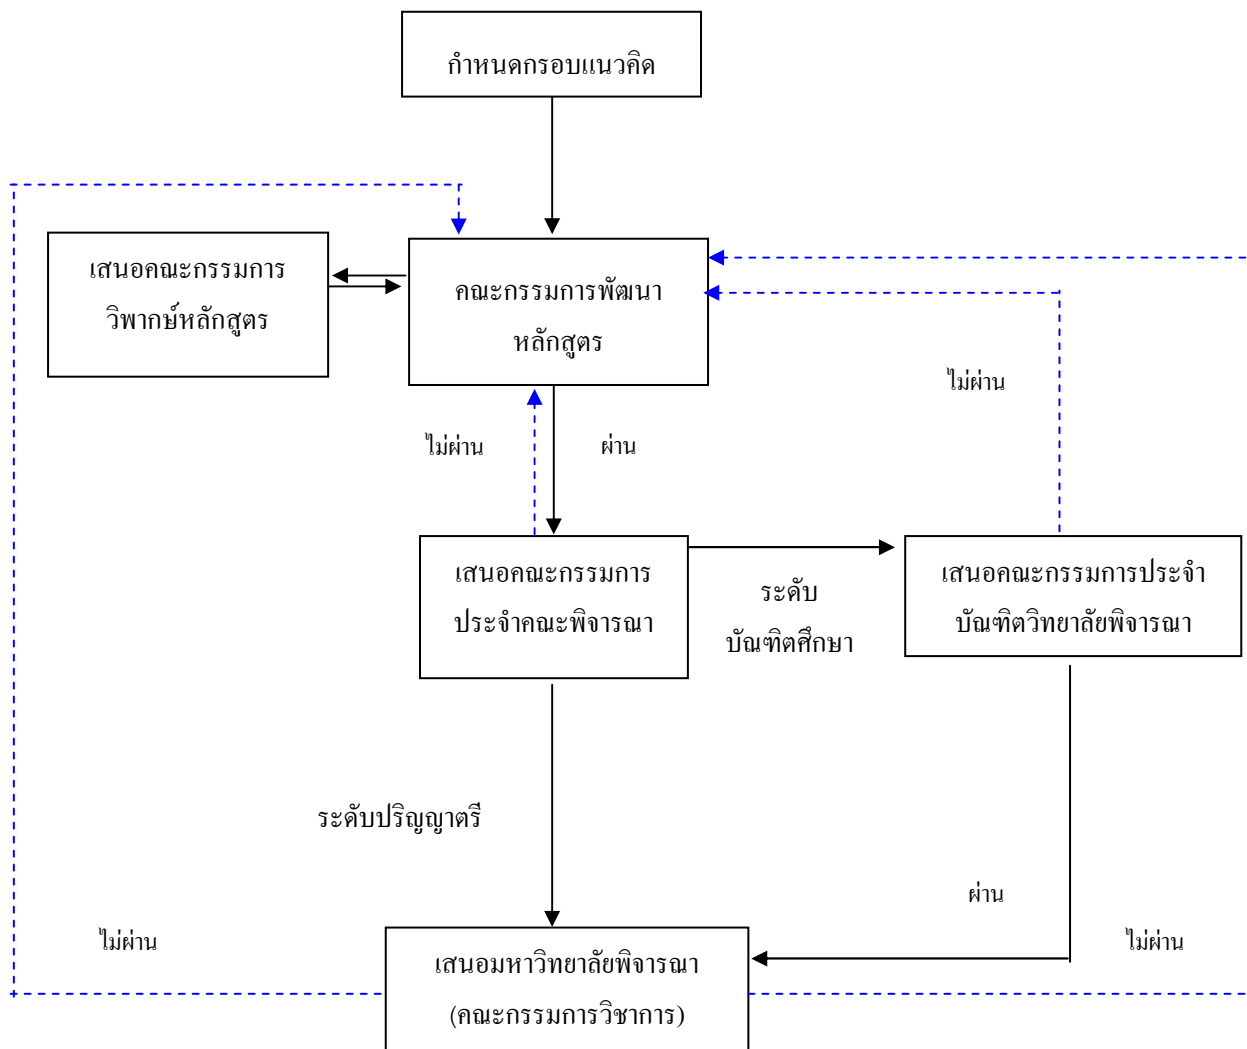 กำหนดกรอบแนวคิด
เสนอคณะกรรมการ
วิพากษ์หลักสูตร
คณะกรรมการพัฒนา
หลักสูตร
ไม่ผ่าน
ไม่ผ่าน
ผ่าน
เสนอคณะกรรมการ
ประจำคณะพิจารณา
ระดับ
บัณฑิตศึกษา
เสนอคณะกรรมการประจำ
บัณฑิตวิทยาลัยพิจารณา
ระดับปริญญาตรี
ผ่าน
ไม่ผ่าน
ไม่ผ่าน
เสนอมหาวิทยาลัยพิจารณา
(คณะกรรมการวิชาการ)